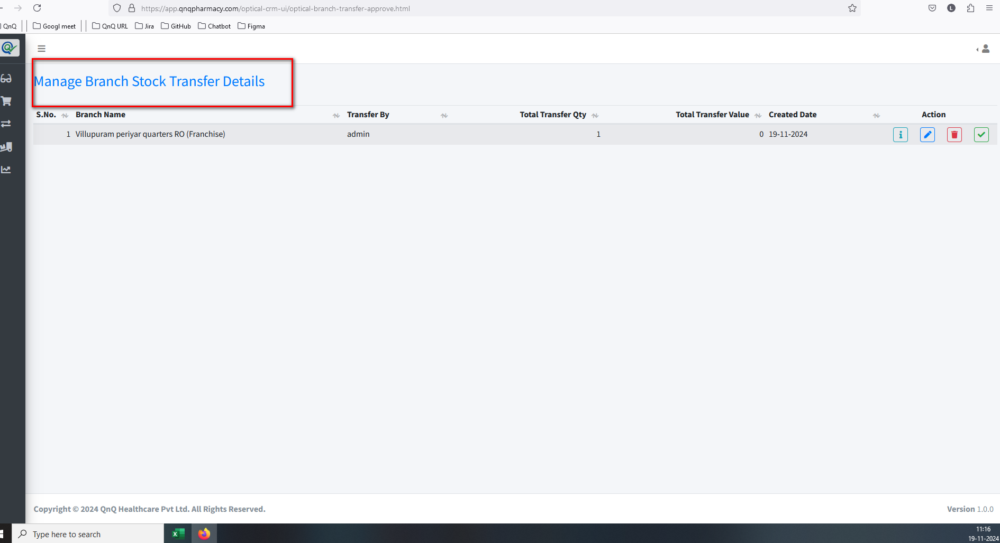 https://app.qnqpharmacy.com/optical-crm-ui/optical-branch-transfer-approve.html
L
QnQ Googl meet QnQ URL Jira GitHub Chatbot Figma
Manage Branch Stock Transfer Details
S.No. Branch Name Transfer By Total Transfer Qty Total Transfer Value Created Date Action
1 Villupuram periyar quarters RO (Franchise) admin 1 0 19-11-2024
Copyright © 2024 QnQ Healthcare Pvt Ltd. All Rights Reserved. Version 1.0.0
Type here to search
11:16
19-11-2024